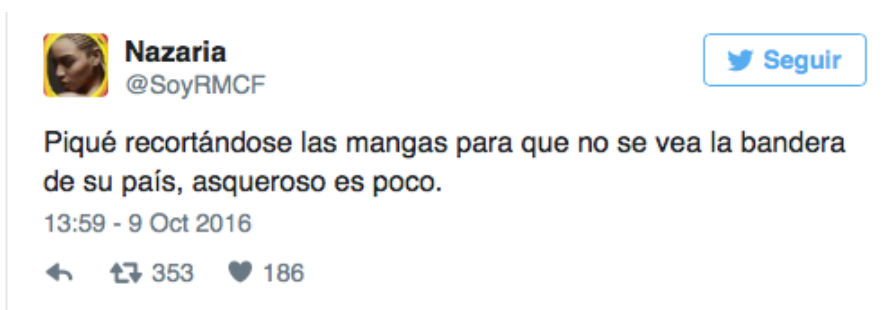 Nazaria
@SoyRMCF
Seguir
Piqué recortándose las mangas para que no se vea la bandera
de su país, asqueroso es poco.
13:59 - 9 Oct 2016
353 186